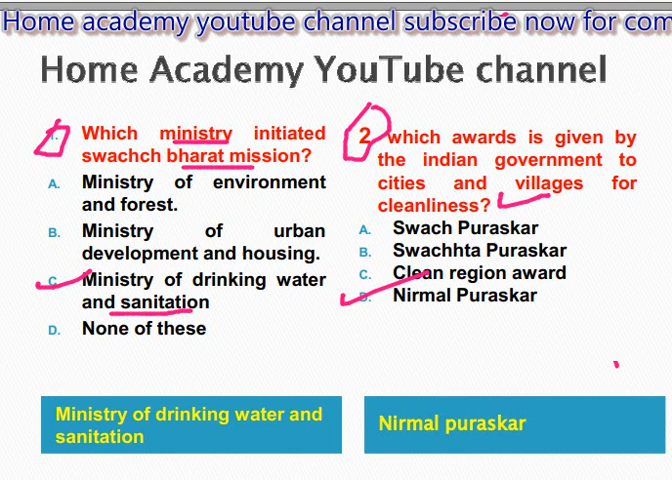 Home academy youtube channel subscribe now for com
Home Academy YouTube channel
1. Which ministry initiated
swachch bharat mission?
A. Ministry of environment
and forest.
B. Ministry of urban
development and housing.
C. Ministry of drinking water
and sanitation
D. None of these
2 which awards is given by
the indian government to
cities and villages for
cleanliness?
A. Swach Puraskar
B. Swachhta Puraskar
C. Clean region award
D. Nirmal Puraskar
Ministry of drinking water and
sanitation
Nirmal puraskar